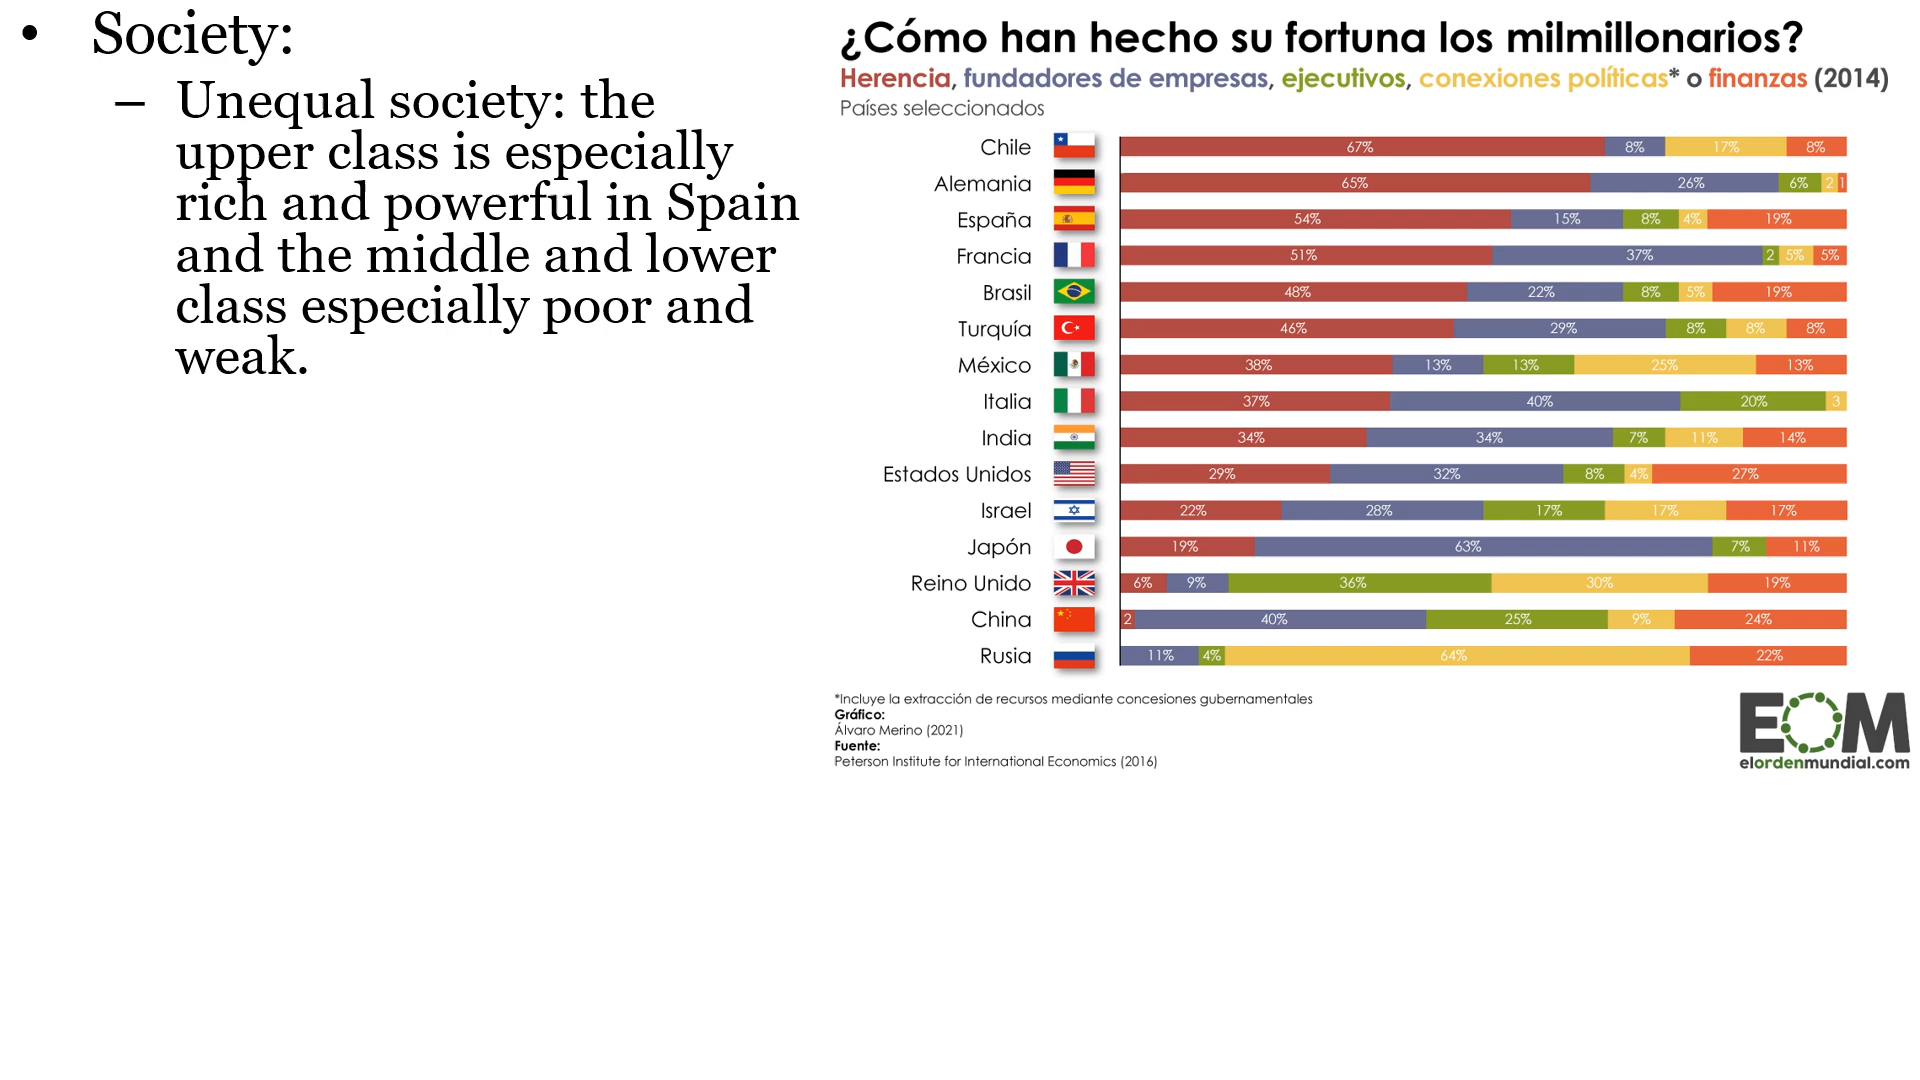 • Society:
– Unequal society: the
upper class is especially
rich and powerful in Spain
and the middle and lower
class especially poor and
weak.
¿Cómo han hecho su fortuna los milmillonarios?
Herencia, fundadores de empresas, ejecutivos, conexiones políticas* o finanzas (2014)
Países seleccionados
Chile 67% 8% 17% 8%
Alemania 65% 26% 6% 2 1
España 54% 15% 8% 4% 19%
Francia 51% 37% 2 5% 5%
Brasil 48% 22% 8% 5% 19%
Turquía 46% 29% 8% 8% 8%
México 38% 13% 13% 25% 13%
Italia 37% 40% 20% 3
India 34% 34% 7% 11% 14%
Estados Unidos 29% 32% 8% 4% 27%
Israel 22% 28% 17% 17% 17%
Japón 19% 63% 7% 11%
Reino Unido 6% 9% 36% 30% 19%
China 2 40% 25% 9% 24%
Rusia 11% 4% 64% 22%
*Incluye la extracción de recursos mediante concesiones gubernamentales
Gráfico:
Álvaro Merino (2021)
Fuente:
Peterson Institute for International Economics (2016)
EOM
elordenmundial.com